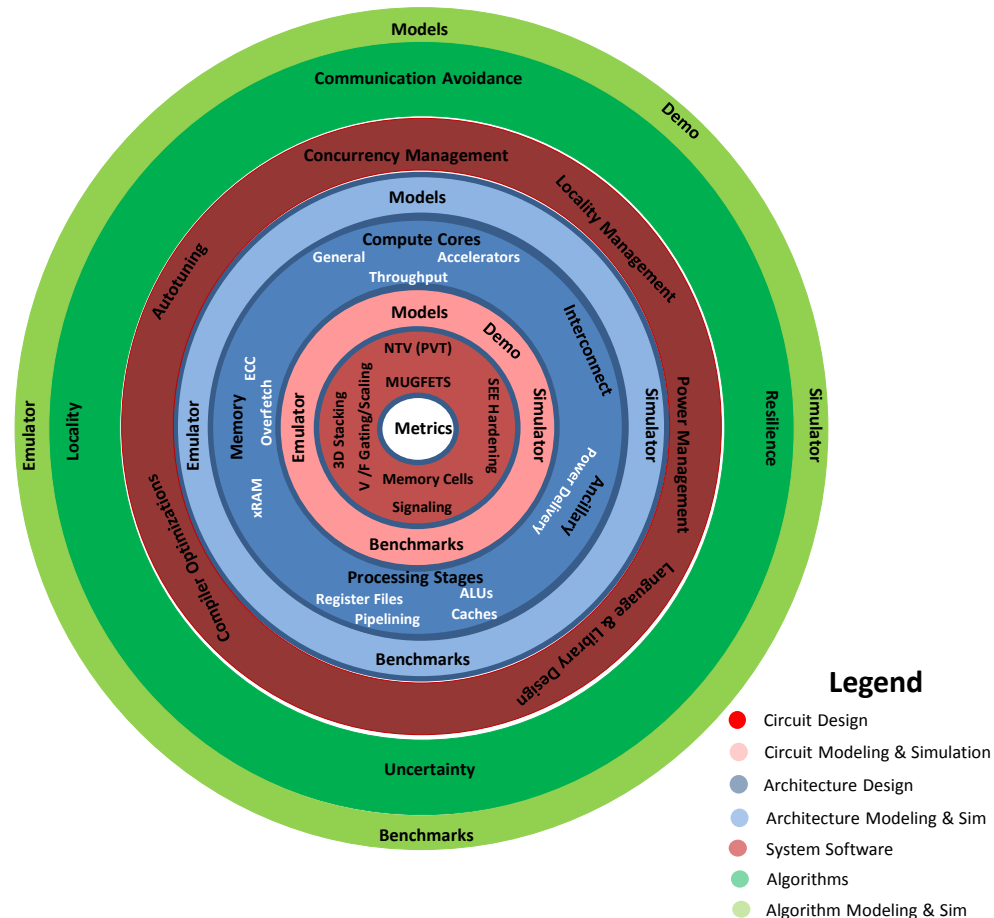 Models
Communication Avoidance
Demo
Concurrency Management
Locality Management
Models
Autotuning
Compute Cores
General
Accelerators
Throughput
Interconnect
Models
Demo
NTV (PVT)
MUGFETS
ECC
Overfetch
Memory
xRAM
Emulator
Locality
Emulator
Emulator
3D Stacking
V /F Gating/Scaling
Metrics
SEE Hardening
Simulator
Simulator
Power Management
Resilience
Simulator
Memory Cells
Signaling
Power Delivery
Ancillary
Benchmarks
Compiler Optimizations
Processing Stages
Register Files
ALUs
Pipelining
Caches
Language & Library Design
Benchmarks
Uncertainty
Benchmarks
Legend
Circuit Design
Circuit Modeling & Simulation
Architecture Design
Architecture Modeling & Sim
System Software
Algorithms
Algorithm Modeling & Sim